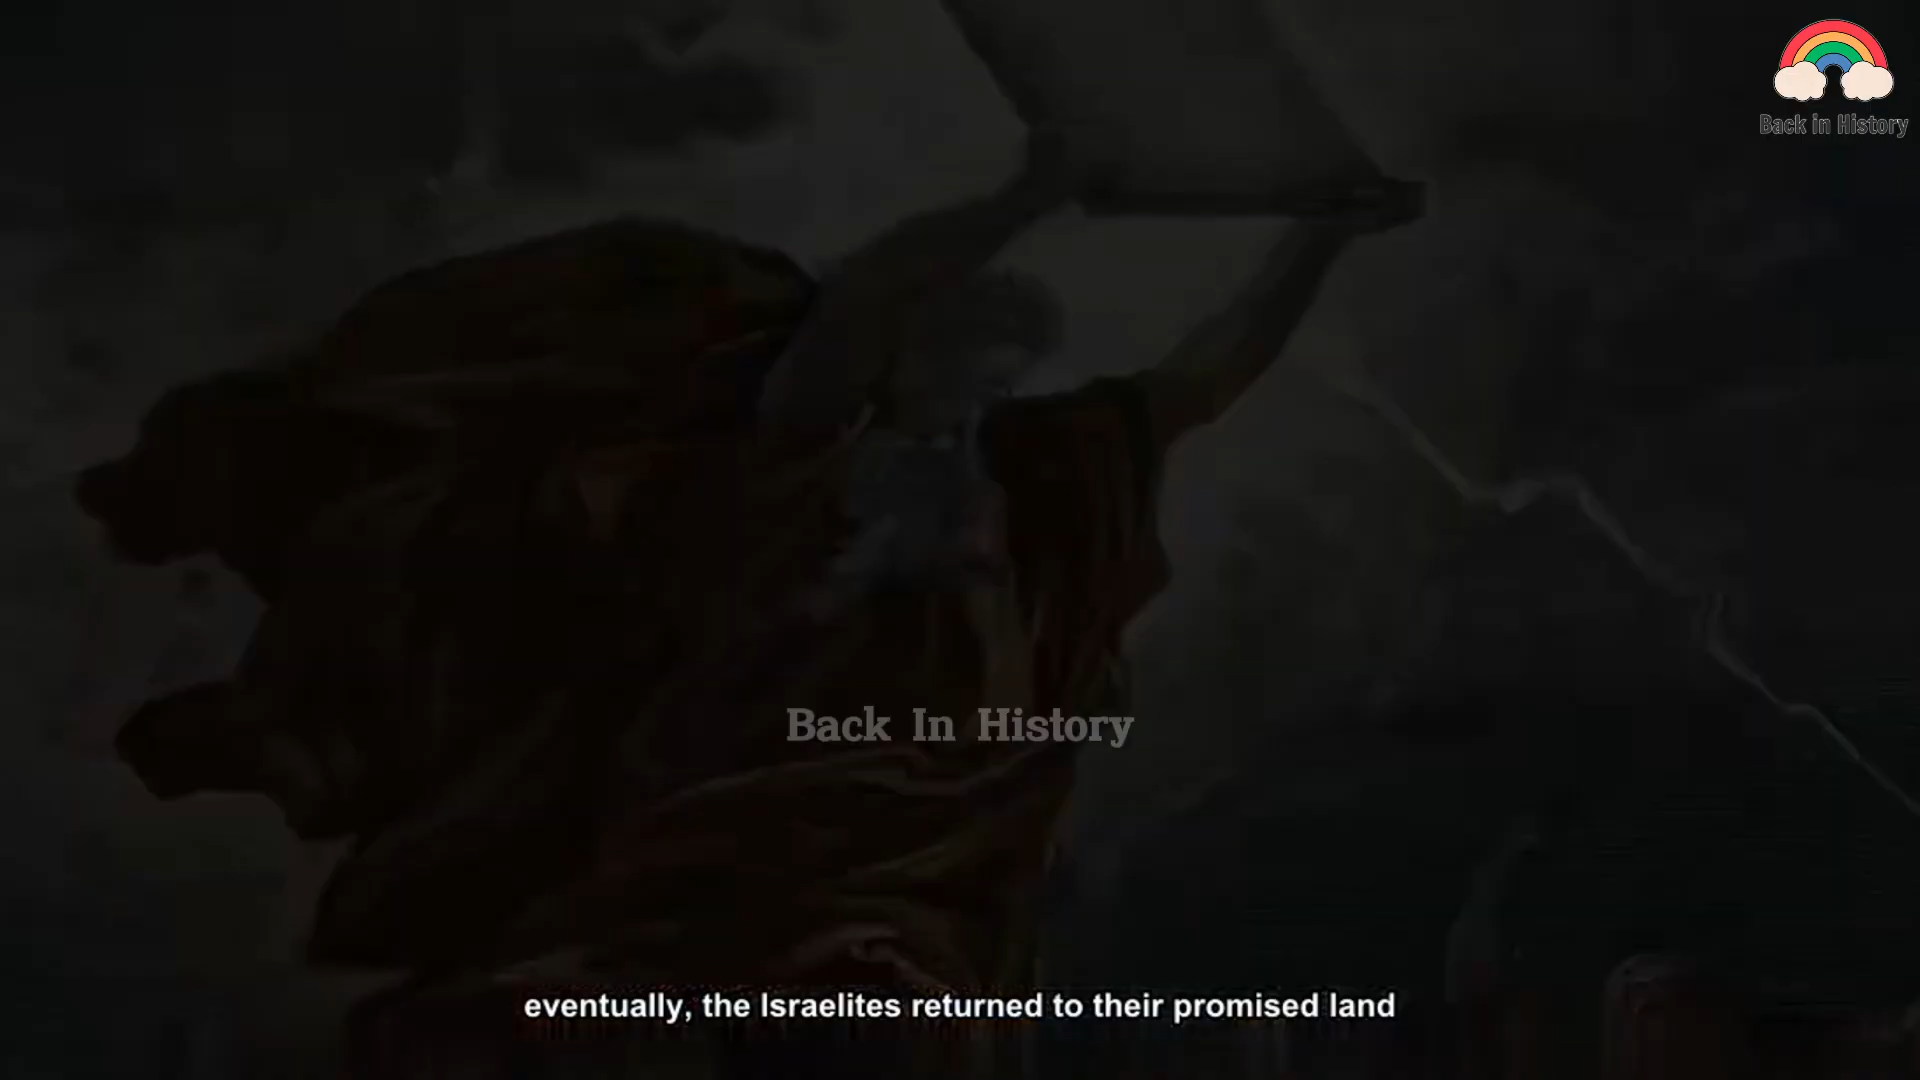 Back in History
Back In History
eventually, the Israelites returned to their promised land